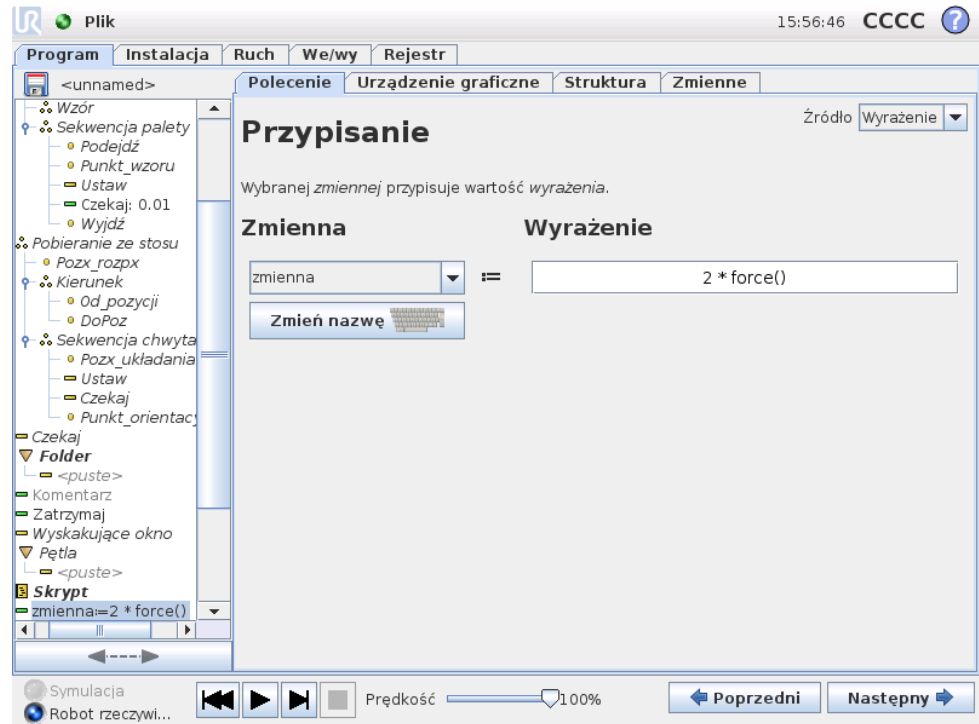 Plik
15:56:46 CCCC ?
Program Instalacja Ruch We/wy Rejestr
<unnamed>
Polecenie Urządzenie graficzne Struktura Zmienne
Wzór
Sekwencja palety
Podejdź
Punkt_wzoru
Ustaw
Czekaj: 0.01
Wyjdź
Pobieranie ze stosu
Pozx_rozpx
Kierunek
Od_pozycji
DoPoz
Sekwencja chwyta
Pozx_układania
Ustaw
Czekaj
Punkt_orientacy
Czekaj
Folder
<puste>
Komentarz
Zatrzymaj
Wyskakujące okno
Pętla
<puste>
Skrypt
zmienna:=2 * force()
Przypisanie
Źródło Wyrażenie
Wybranej zmiennej przypisuje wartość wyrażenia.
Zmienna Wyrażenie
zmienna := 2 * force()
Zmień nazwę
Symulacja
Robot rzeczywi...
Prędkość 100%
Poprzedni Następny